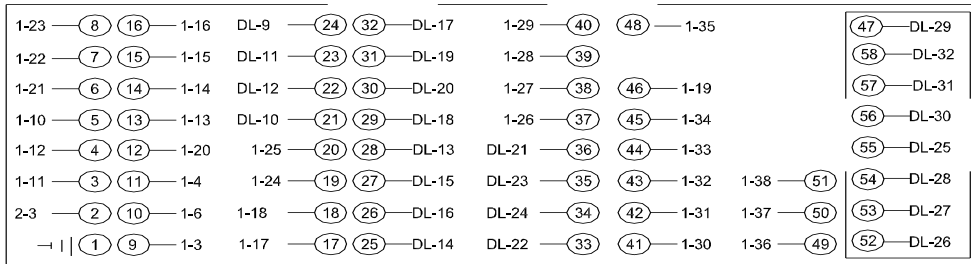 1-23 8 16 1-16 DL-9 24 32 DL-17 1-29 40 48 1-35 47 DL-29
1-22 7 15 1-15 DL-11 23 31 DL-19 1-28 39 58 DL-32
1-21 6 14 1-14 DL-12 22 30 DL-20 1-27 38 46 1-19 57 DL-31
1-10 5 13 1-13 DL-10 21 29 DL-18 1-26 37 45 1-34 56 DL-30
1-12 4 12 1-20 1-25 20 28 DL-13 DL-21 36 44 1-33 55 DL-25
1-11 3 11 1-4 1-24 19 27 DL-15 DL-23 35 43 1-32 1-38 51 54 DL-28
2-3 2 10 1-6 1-18 18 26 DL-16 DL-24 34 42 1-31 1-37 50 53 DL-27
1 9 1-3 1-17 17 25 DL-14 DL-22 33 41 1-30 1-36 49 52 DL-26